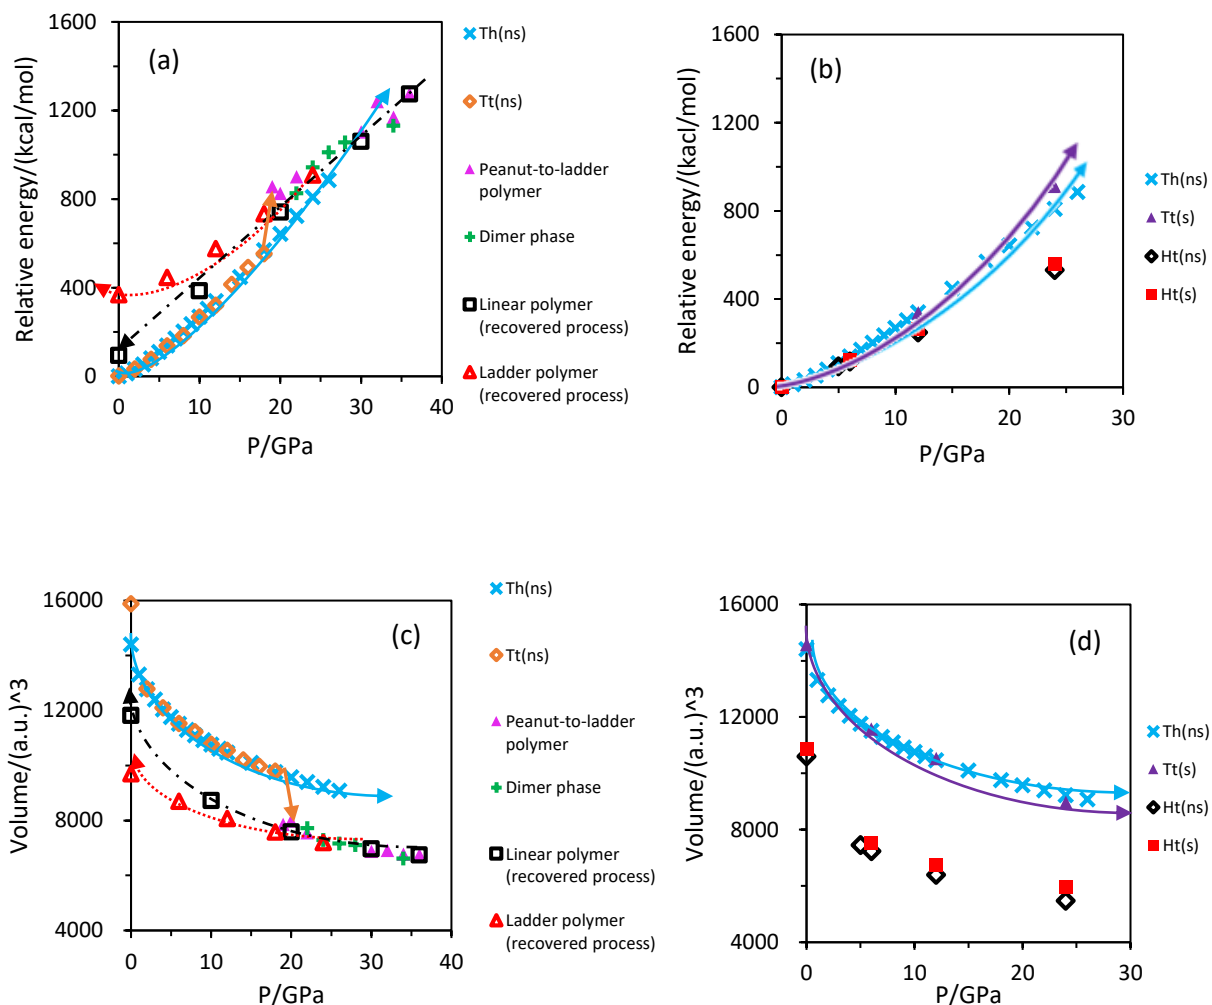 (a)
Relative energy/(kcal/mol)
1600
1200
800
400
0
0 10 20 30 40
P/GPa
Th(ns)
Tt(ns)
Peanut-to-ladder
polymer
Dimer phase
Linear polymer
(recovered process)
Ladder polymer
(recovered process)
(b)
Relative energy/(kacl/mol)
1600
1200
800
400
0
0 10 20 30
P/GPa
Th(ns)
Tt(s)
Ht(ns)
Ht(s)
(c)
Volume/(a.u.)^3
16000
12000
8000
4000
0 10 20 30 40
P/GPa
Th(ns)
Tt(ns)
Peanut-to-ladder
polymer
Dimer phase
Linear polymer
(recovered process)
Ladder polymer
(recovered process)
(d)
Volume/(a.u.)^3
16000
12000
8000
4000
0 10 20 30
P/GPa
Th(ns)
Tt(s)
Ht(ns)
Ht(s)